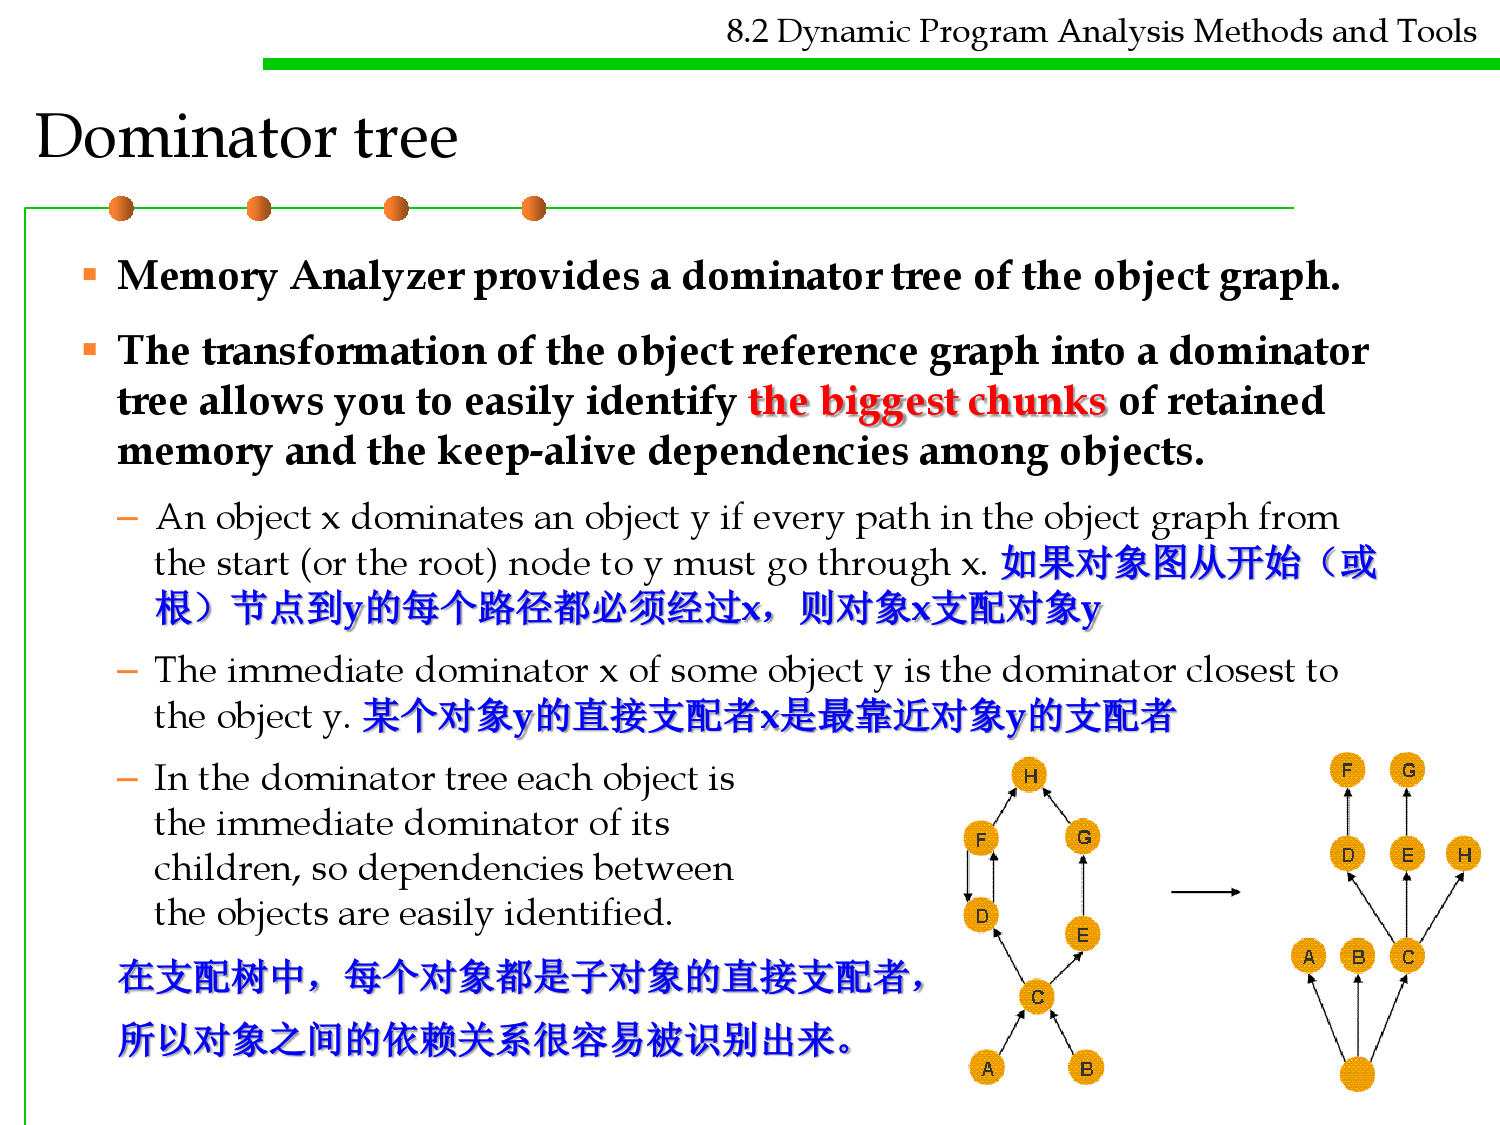 8.2 Dynamic Program Analysis Methods and Tools
Dominator tree
▪ Memory Analyzer provides a dominator tree of the object graph.
▪ The transformation of the object reference graph into a dominator
tree allows you to easily identify the biggest chunks of retained
memory and the keep-alive dependencies among objects.
– An object x dominates an object y if every path in the object graph from
the start (or the root) node to y must go through x. 如果对象图从开始（或
根）节点到y的每个路径都必须经过x，则对象x支配对象y
– The immediate dominator x of some object y is the dominator closest to
the object y. 某个对象y的直接支配者x是最靠近对象y的支配者
– In the dominator tree each object is
the immediate dominator of its
children, so dependencies between
the objects are easily identified.
在支配树中，每个对象都是子对象的直接支配者，
所以对象之间的依赖关系很容易被识别出来。
H
F G
D
E
C
A B
F G
D E H
A B C